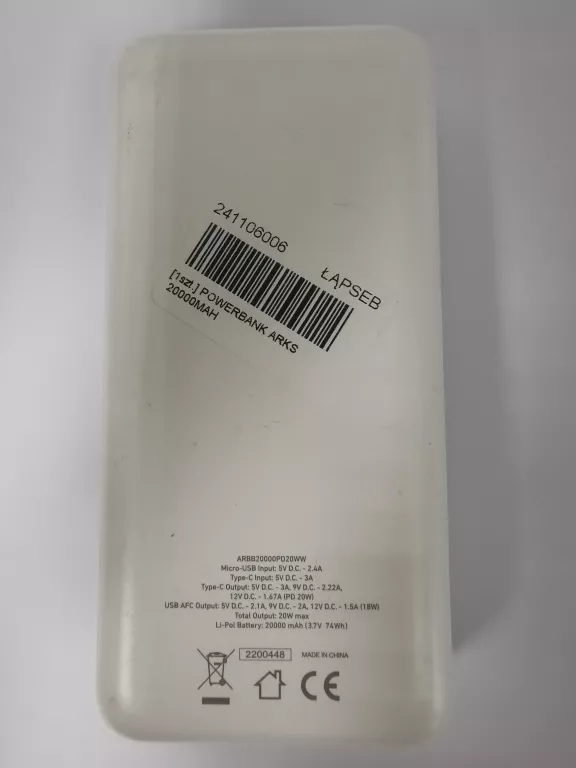 241106006
ŁĄPSEB
[1szt.] POWERBANK ARKS
20000MAH
ARBB20000PD20WW
Micro-USB Input: 5V D.C. - 2.4A
Type-C Input: 5V D.C. - 3A
Type-C Output: 5V D.C. - 3A, 9V D.C. - 2.22A,
12V D.C. - 1.67A (PD 20W)
USB AFC Output: 5V D.C. - 2.1A, 9V D.C. - 2A, 12V D.C. - 1.5A (18W)
Total Output: 20W max
Li-Pol Battery: 20000 mAh (3.7V 74Wh)
2200448 MADE IN CHINA
CE